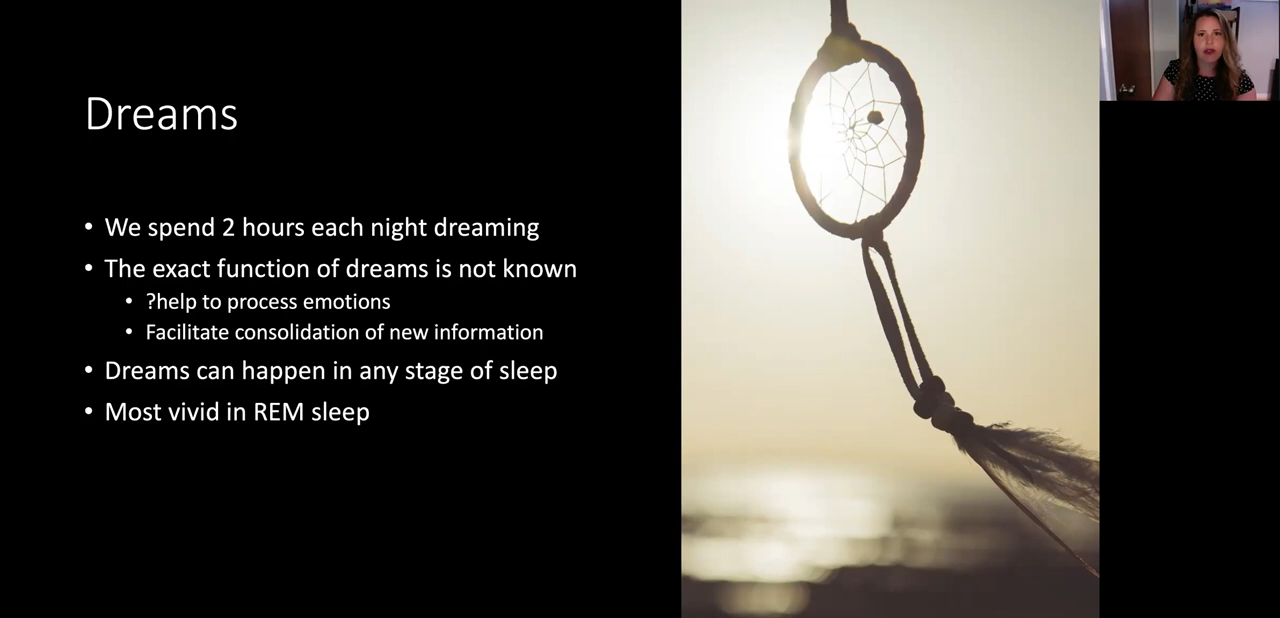 Dreams
• We spend 2 hours each night dreaming
• The exact function of dreams is not known
• ?help to process emotions
• Facilitate consolidation of new information
• Dreams can happen in any stage of sleep
• Most vivid in REM sleep